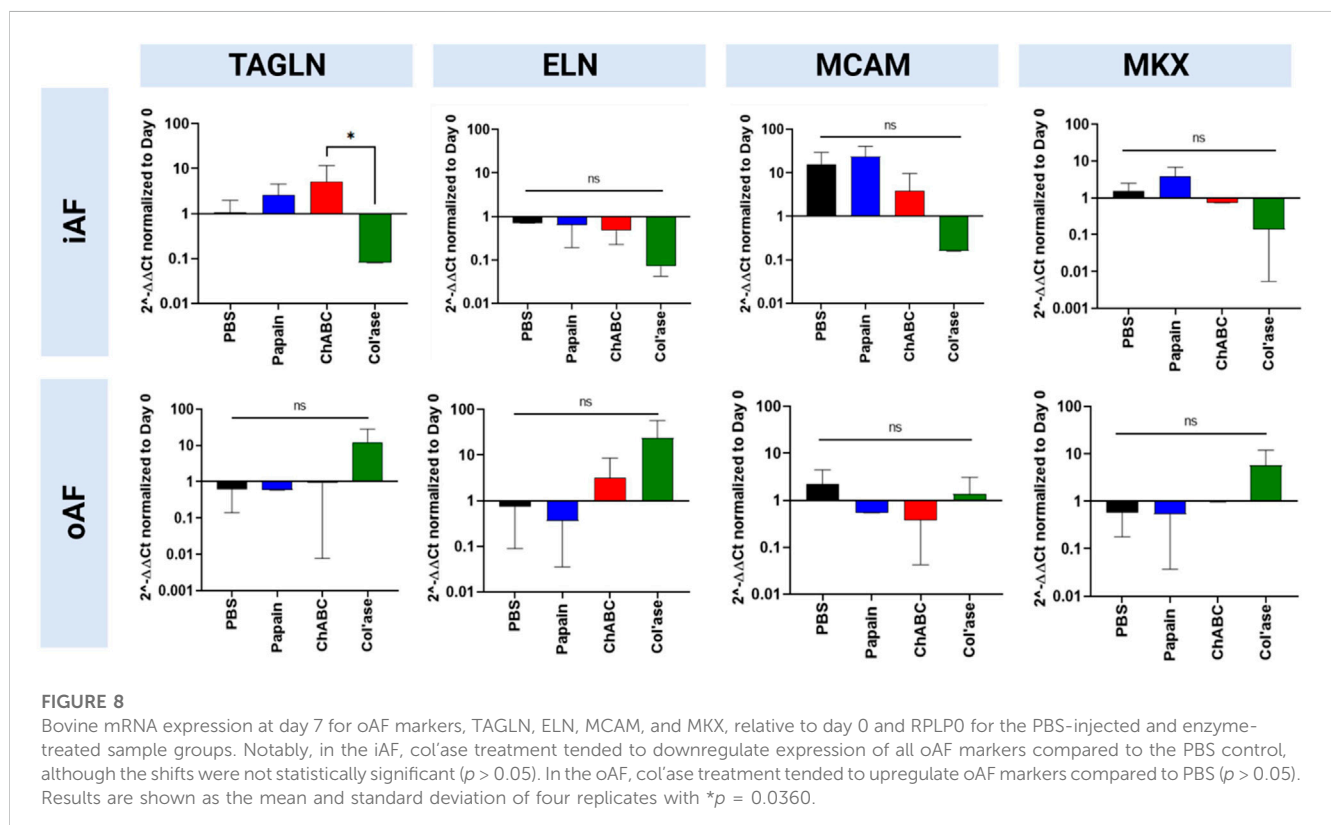 TAGLN
ELN
MCAM
MKX
iAF
2^-ΔΔCt normalized to Day 0
100
10
1
0.1
0.01
*
PBS
Papain
ChABC
Col'ase
2^-ΔΔCt normalized to Day 0
100
10
1
0.1
0.01
ns
PBS
Papain
ChABC
Col'ase
2^-ΔΔCt normalized to Day 0
100
10
1
0.1
0.01
ns
PBS
Papain
ChABC
Col'ase
2^-ΔΔCt normalized to Day 0
100
10
1
0.1
0.01
0.001
ns
PBS
Papain
ChABC
Col'ase
oAF
2^-ΔΔCt normalized to Day 0
100
10
1
0.1
0.01
0.001
ns
PBS
Papain
ChABC
Col'ase
2^-ΔΔCt normalized to Day 0
100
10
1
0.1
0.01
ns
PBS
Papain
ChABC
Col'ase
2^-ΔΔCt normalized to Day 0
100
10
1
0.1
0.01
ns
PBS
Papain
ChABC
Col'ase
2^-ΔΔCt normalized to Day 0
100
10
1
0.1
0.01
ns
PBS
Papain
ChABC
Col'ase
FIGURE 8
Bovine mRNA expression at day 7 for oAF markers, TAGLN, ELN, MCAM, and MKX, relative to day 0 and RPLP0 for the PBS-injected and enzyme-
treated sample groups. Notably, in the iAF, col'ase treatment tended to downregulate expression of all oAF markers compared to the PBS control,
although the shifts were not statistically significant (p > 0.05). In the oAF, col'ase treatment tended to upregulate oAF markers compared to PBS (p > 0.05).
Results are shown as the mean and standard deviation of four replicates with *p = 0.0360.